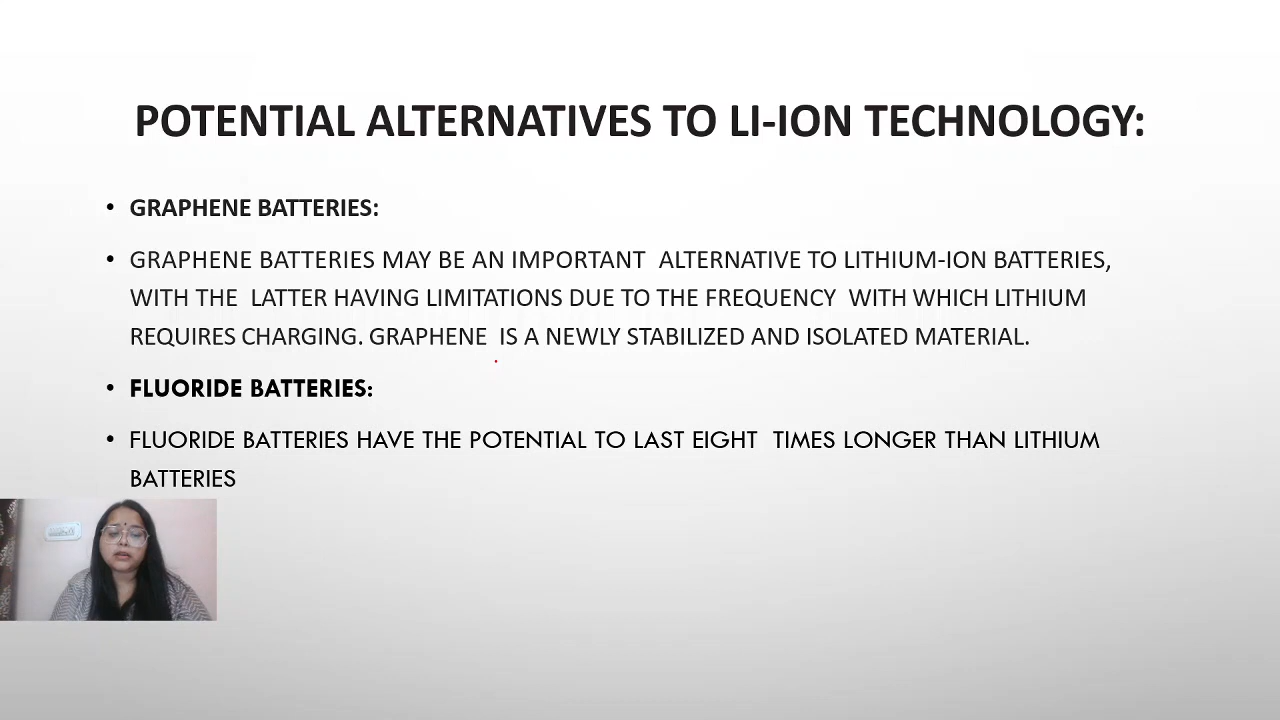 POTENTIAL ALTERNATIVES TO LI-ION TECHNOLOGY:
• GRAPHENE BATTERIES:
• GRAPHENE BATTERIES MAY BE AN IMPORTANT ALTERNATIVE TO LITHIUM-ION BATTERIES,
WITH THE LATTER HAVING LIMITATIONS DUE TO THE FREQUENCY WITH WHICH LITHIUM
REQUIRES CHARGING. GRAPHENE IS A NEWLY STABILIZED AND ISOLATED MATERIAL.
• FLUORIDE BATTERIES:
• FLUORIDE BATTERIES HAVE THE POTENTIAL TO LAST EIGHT TIMES LONGER THAN LITHIUM
BATTERIES